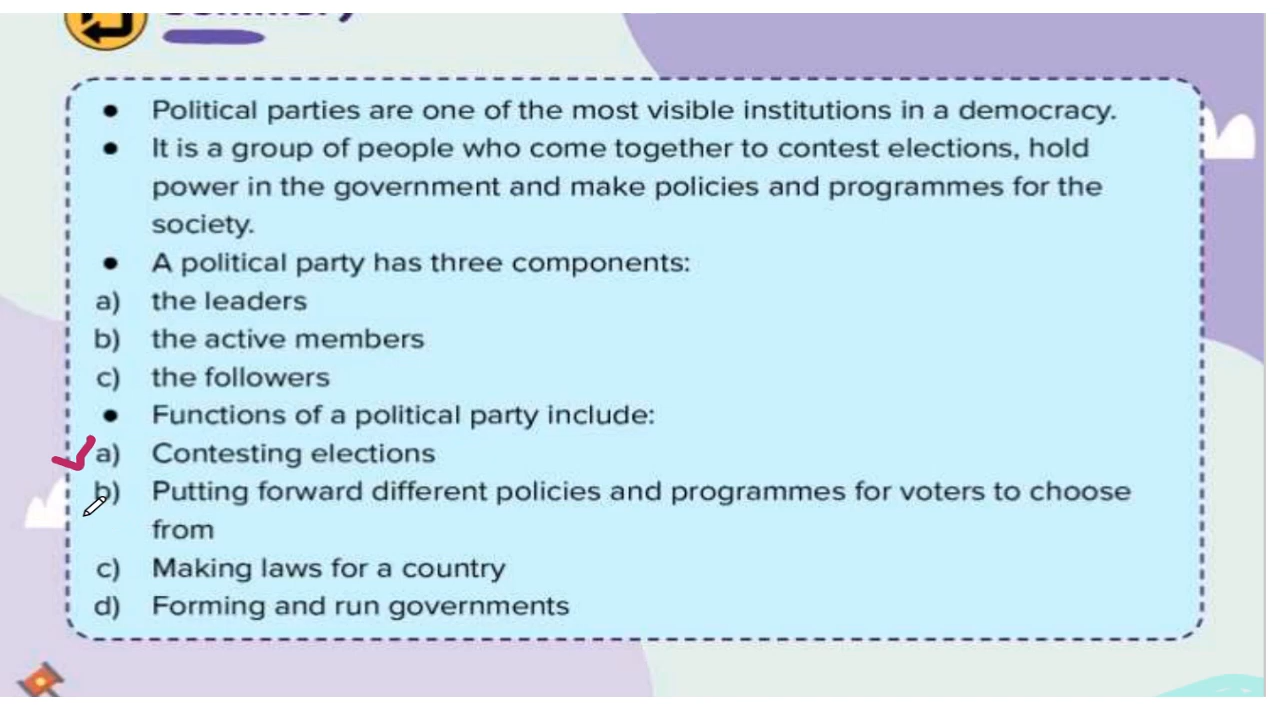 Summary
● Political parties are one of the most visible institutions in a democracy.
● It is a group of people who come together to contest elections, hold
power in the government and make policies and programmes for the
society.
● A political party has three components:
a) the leaders
b) the active members
c) the followers
● Functions of a political party include:
a) Contesting elections
b) Putting forward different policies and programmes for voters to choose
from
c) Making laws for a country
d) Forming and run governments